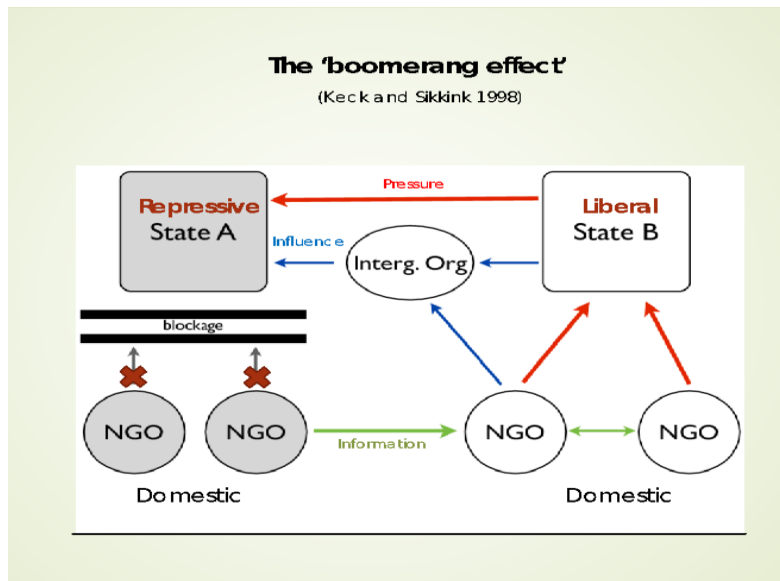 The ‘boomerang effect’
(Keck and Sikkink 1998)
Pressure
Repressive
State A
Liberal
State B
Influence
Interg. Org
blockage
NGO
NGO
NGO
NGO
Information
Domestic
Domestic